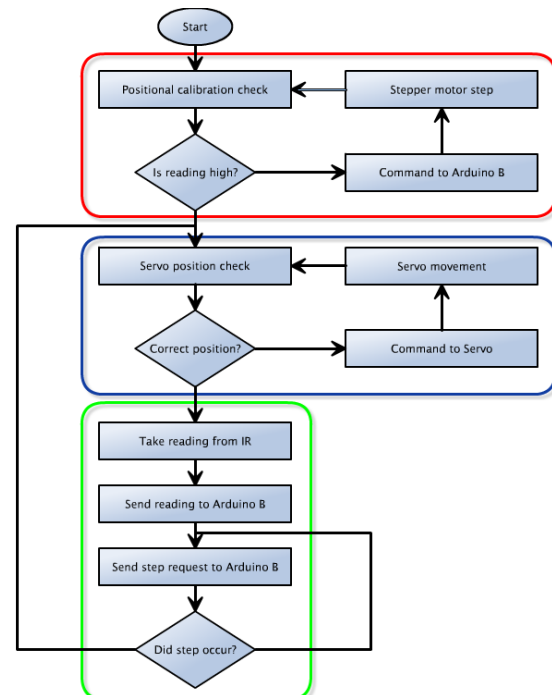 Start
Positional calibration check
Stepper motor step
Is reading high?
Command to Arduino B
Servo position check
Servo movement
Correct position?
Command to Servo
Take reading from IR
Send reading to Arduino B
Send step request to Arduino B
Did step occur?